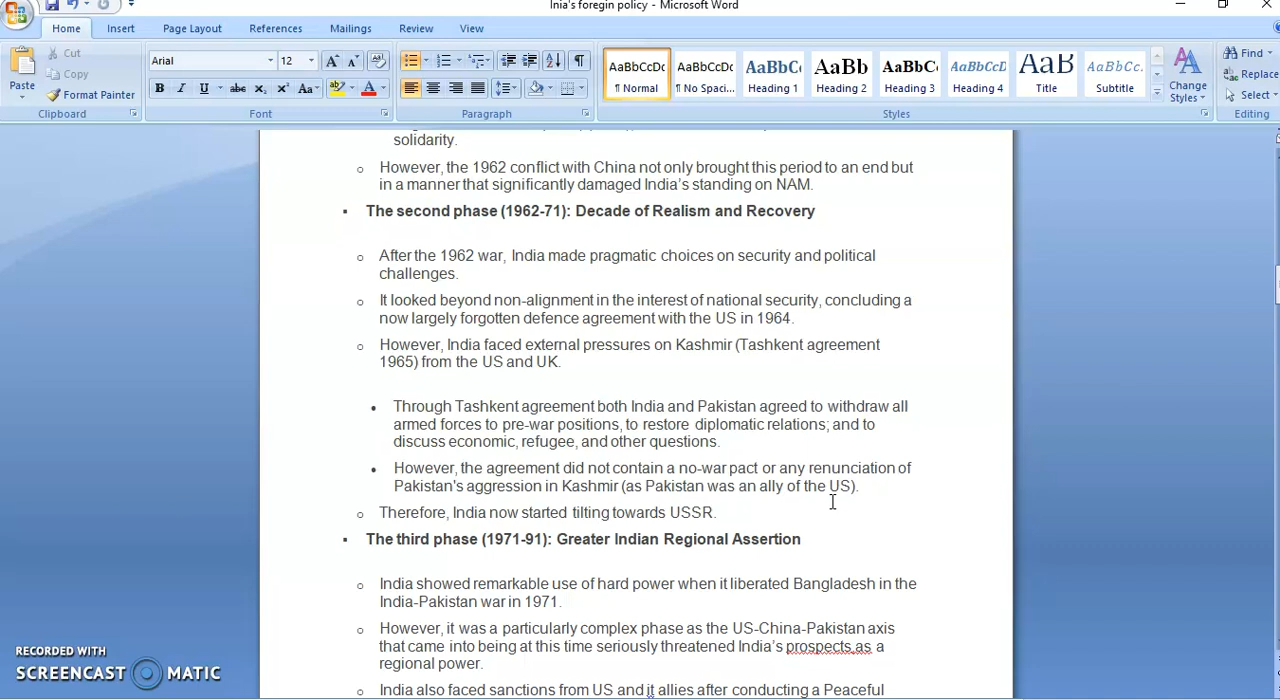 Inia's foregin policy - Microsoft Word
Home Insert Page Layout References Mailings Review View
Paste
Cut
Copy
Format Painter
Clipboard
Arial 12
B I U abe X₂ X² Aa A
Font
Paragraph
AaBbCcDc AaBbCcDc AaBbC AaBb AaBbC AaBbCcD AaB AaBbCc.
¶ Normal ¶ No Spaci... Heading 1 Heading 2 Heading 3 Heading 4 Title Subtitle
Change
Styles
Styles
Find
Replace
Select
Editing
solidarity.
o However, the 1962 conflict with China not only brought this period to an end but
in a manner that significantly damaged India’s standing on NAM.
▪ The second phase (1962-71): Decade of Realism and Recovery
o After the 1962 war, India made pragmatic choices on security and political
challenges.
o It looked beyond non-alignment in the interest of national security, concluding a
now largely forgotten defence agreement with the US in 1964.
o However, India faced external pressures on Kashmir (Tashkent agreement
1965) from the US and UK.
• Through Tashkent agreement both India and Pakistan agreed to withdraw all
armed forces to pre-war positions, to restore diplomatic relations; and to
discuss economic, refugee, and other questions.
• However, the agreement did not contain a no-war pact or any renunciation of
Pakistan's aggression in Kashmir (as Pakistan was an ally of the US).
o Therefore, India now started tilting towards USSR.
▪ The third phase (1971-91): Greater Indian Regional Assertion
o India showed remarkable use of hard power when it liberated Bangladesh in the
India-Pakistan war in 1971.
o However, it was a particularly complex phase as the US-China-Pakistan axis
that came into being at this time seriously threatened India’s prospects as a
regional power.
o India also faced sanctions from US and it allies after conducting a Peaceful
RECORDED WITH
SCREENCAST MATIC